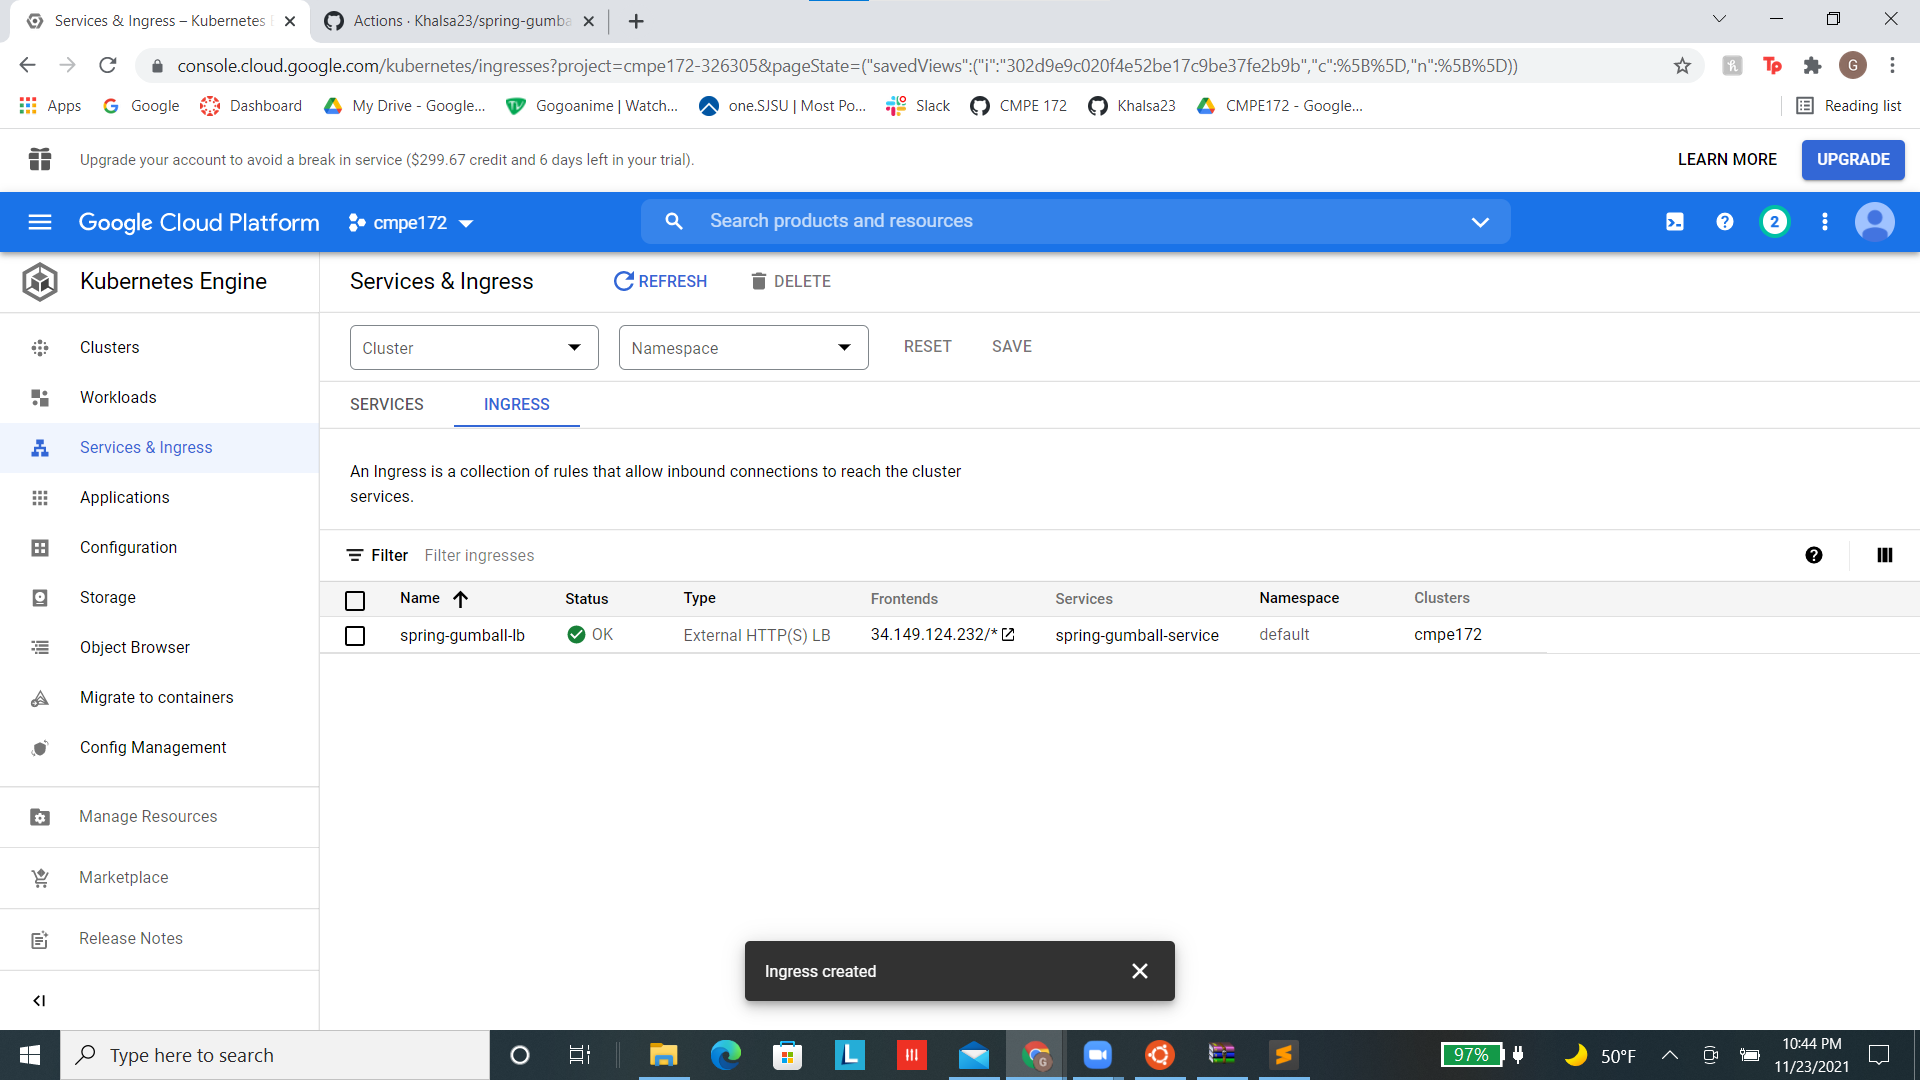 Services & Ingress – Kubernetes
Actions · Khalsa23/spring-gumba
console.cloud.google.com/kubernetes/ingresses?project=cmpe172-326305&pageState=("savedViews":("i":"302d9e9c020f4e52be17c9be37fe2b9b","c":%5B%5D,"n":%5B%5D))
G
Apps
Google
Dashboard
My Drive - Google...
Gogoanime | Watch...
one.SJSU | Most Po...
Slack
CMPE 172
Khalsa23
CMPE172 - Google...
Reading list
Upgrade your account to avoid a break in service ($299.67 credit and 6 days left in your trial).
LEARN MORE
UPGRADE
Google Cloud Platform
cmpe172
Search products and resources
2
Kubernetes Engine
Services & Ingress
REFRESH
DELETE
Clusters
Workloads
Services & Ingress
Applications
Configuration
Storage
Object Browser
Migrate to containers
Config Management
Manage Resources
Marketplace
Release Notes
Cluster
Namespace
RESET
SAVE
SERVICES
INGRESS
An Ingress is a collection of rules that allow inbound connections to reach the cluster
services.
Filter
Filter ingresses
Name
Status
Type
Frontends
Services
Namespace
Clusters
spring-gumball-lb
OK
External HTTP(S) LB
34.149.124.232/*
spring-gumball-service
default
cmpe172
Ingress created
Type here to search
97%
50°F
10:44 PM
11/23/2021